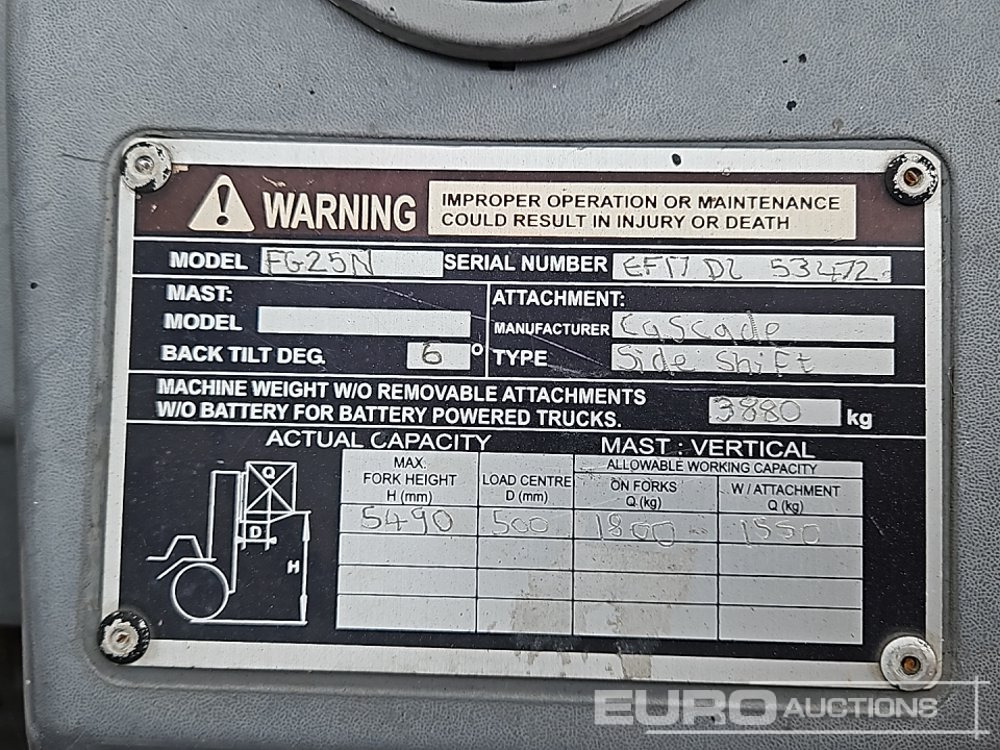 WARNING
IMPROPER OPERATION OR MAINTENANCE
COULD RESULT IN INJURY OR DEATH
MODEL FG25N SERIAL NUMBER EF17DL 53472
MAST: ATTACHMENT:
MODEL MANUFACTURER Cascade
BACK TILT DEG. 6° TYPE Side Shift
MACHINE WEIGHT W/O REMOVABLE ATTACHMENTS
W/O BATTERY FOR BATTERY POWERED TRUCKS. 3880 kg
ACTUAL CAPACITY MAST : VERTICAL
MAX. FORK HEIGHT H (mm) LOAD CENTRE D (mm) ALLOWABLE WORKING CAPACITY
ON FORKS Q (kg) W / ATTACHMENT Q (kg)
5490 500 1800 1550
Q
D
H
EURO AUCTIONS